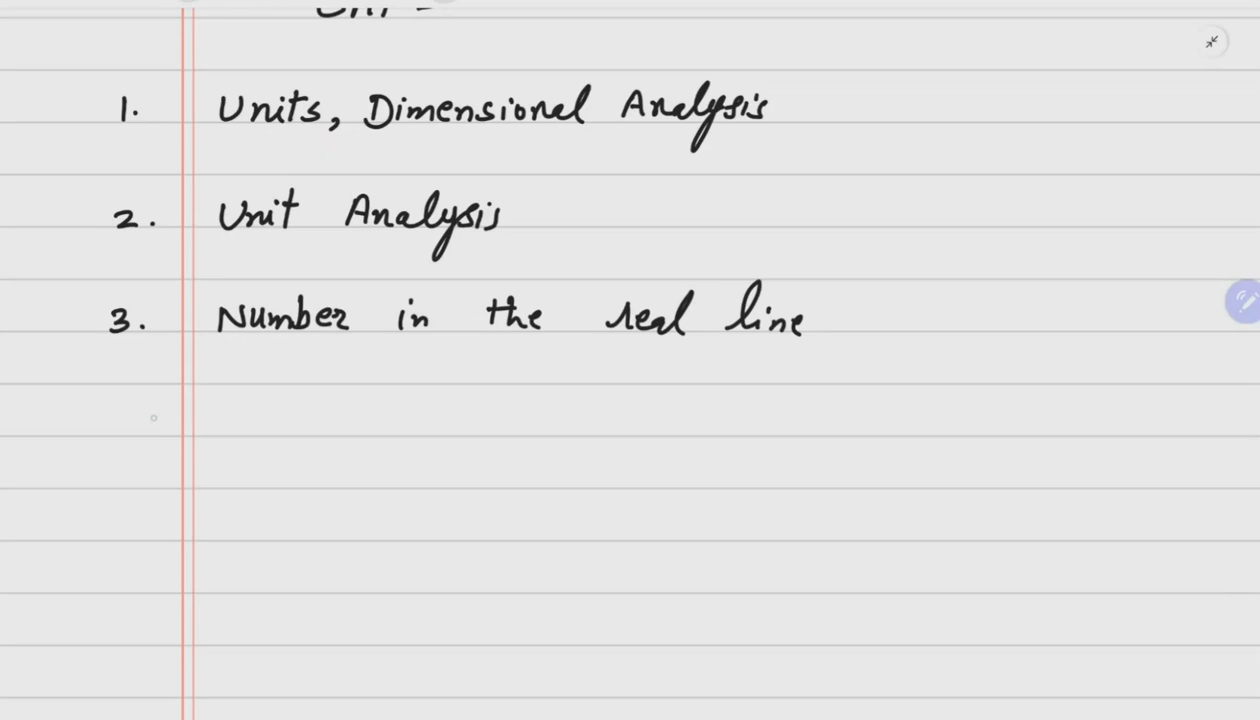 1. Units, Dimensional Analysis
2. Unit Analysis
3. Number in the real line